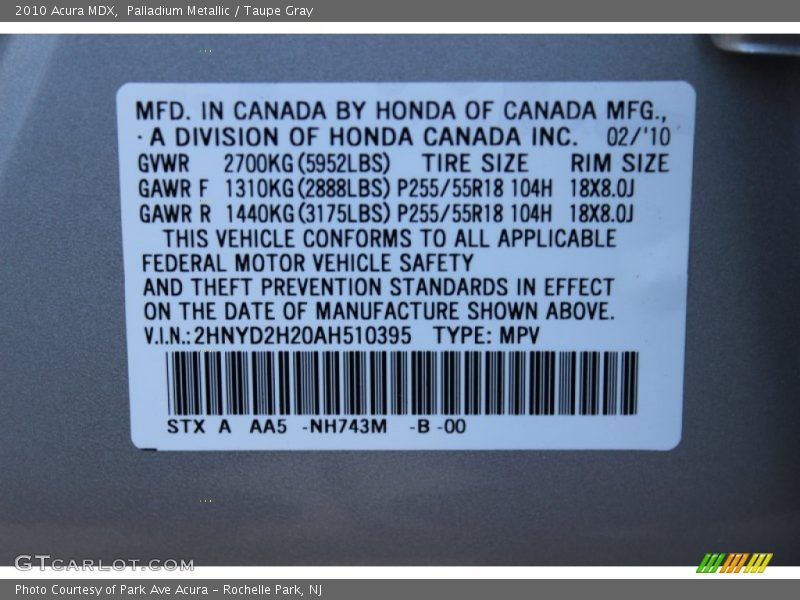 2010 Acura MDX,  Palladium Metallic / Taupe Gray
MFD. IN CANADA BY HONDA OF CANADA MFG.,
A DIVISION OF HONDA CANADA INC. 02/'10
GVWR 2700KG(5952LBS) TIRE SIZE RIM SIZE
GAWR F 1310KG(2888LBS) P255/55R18 104H 18X8.0J
GAWR R 1440KG(3175LBS) P255/55R18 104H 18X8.0J
THIS VEHICLE CONFORMS TO ALL APPLICABLE
FEDERAL MOTOR VEHICLE SAFETY
AND THEFT PREVENTION STANDARDS IN EFFECT
ON THE DATE OF MANUFACTURE SHOWN ABOVE.
V.I.N.:2HNYD2H20AH510395 TYPE: MPV
STX A AA5 -NH743M -B -00
GTCARLOT.COM
Photo Courtesy of Park Ave Acura – Rochelle Park, NJ